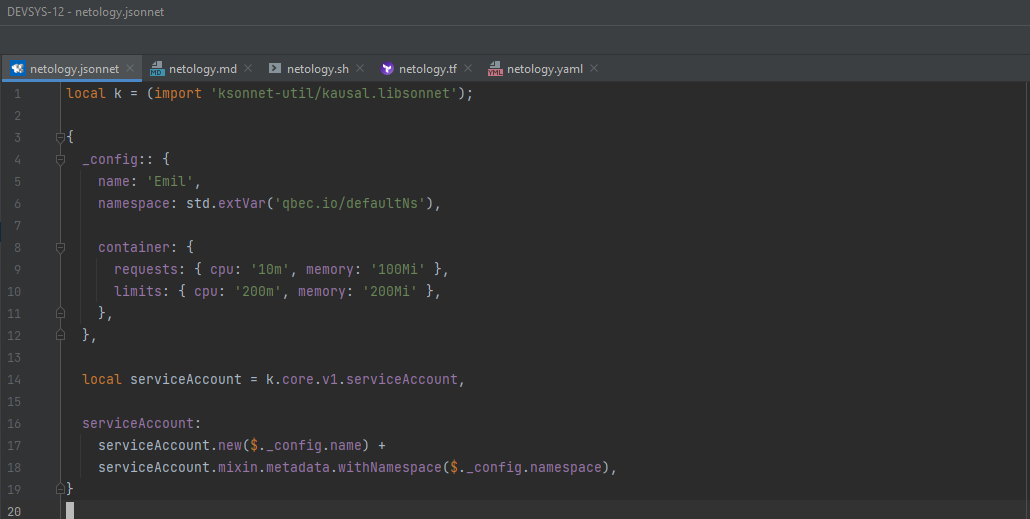 DEVSYS-12 - netology.jsonnet
netology.jsonnet netology.md netology.sh netology.tf netology.yaml
1 local k = (import 'ksonnet-util/kausal.libsonnet');
2
3 {
4   _config:: {
5     name: 'Emil',
6     namespace: std.extVar('qbec.io/defaultNs'),
7
8     container: {
9       requests: { cpu: '10m', memory: '100Mi' },
10       limits: { cpu: '200m', memory: '200Mi' },
11     },
12   },
13
14   local serviceAccount = k.core.v1.serviceAccount,
15
16   serviceAccount:
17     serviceAccount.new($._config.name) +
18     serviceAccount.mixin.metadata.withNamespace($._config.namespace),
19 }
20